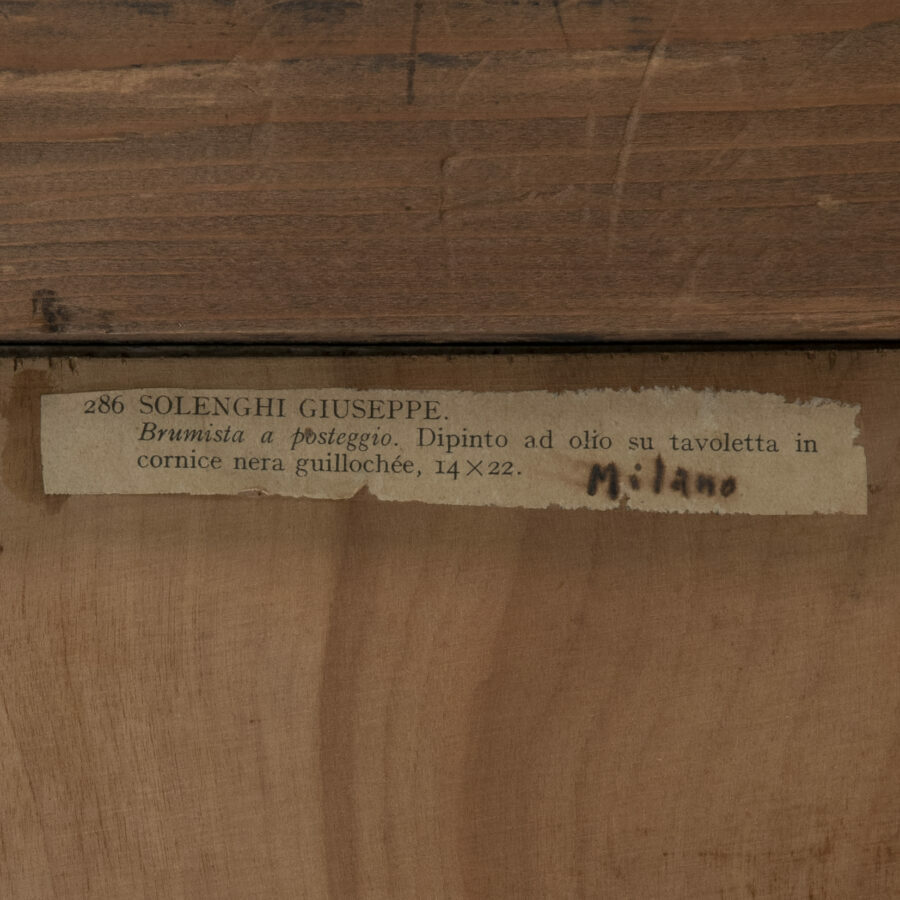 286 SOLENGHI GIUSEPPE.
Brumista a posteggio. Dipinto ad olio su tavoletta in
cornice nera guillochée, 14×22.
Milano